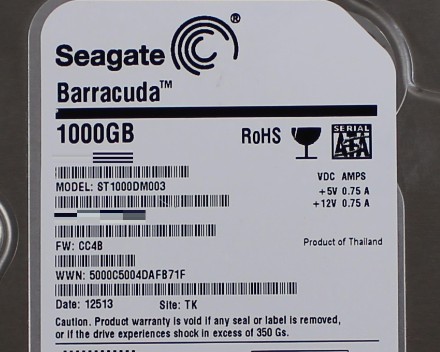 Seagate®
Barracuda™
1000GB
RoHS
SERIAL
ATA
MODEL: ST1000DM003
VDC AMPS
+5V 0.75 A
+12V 0.75 A
FW: CC4B
Product of Thailand
WWN: 5000C5004DAFB71F
Date: 12513 Site: TK
Caution. Product warranty is void if any seal or label is removed,
or if the drive experiences shock in excess of 350 Gs.